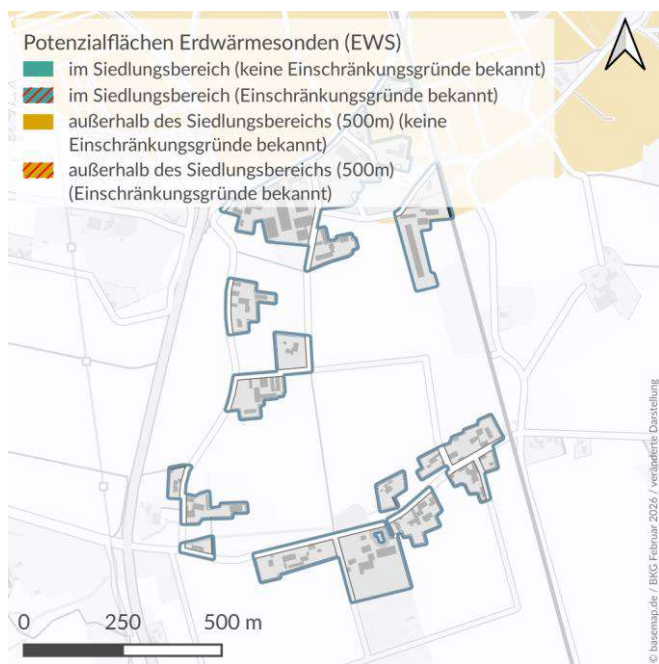 Potenzialflächen Erdwärmesonden (EWS)
im Siedlungsbereich (keine Einschränkungsgründe bekannt)
im Siedlungsbereich (Einschränkungsgründe bekannt)
außerhalb des Siedlungsbereichs (500m) (keine
Einschränkungsgründe bekannt)
außerhalb des Siedlungsbereichs (500m)
(Einschränkungsgründe bekannt)
0 250 500 m
© basemap.de / BKG Februar 2026 / veränderte Darstellung